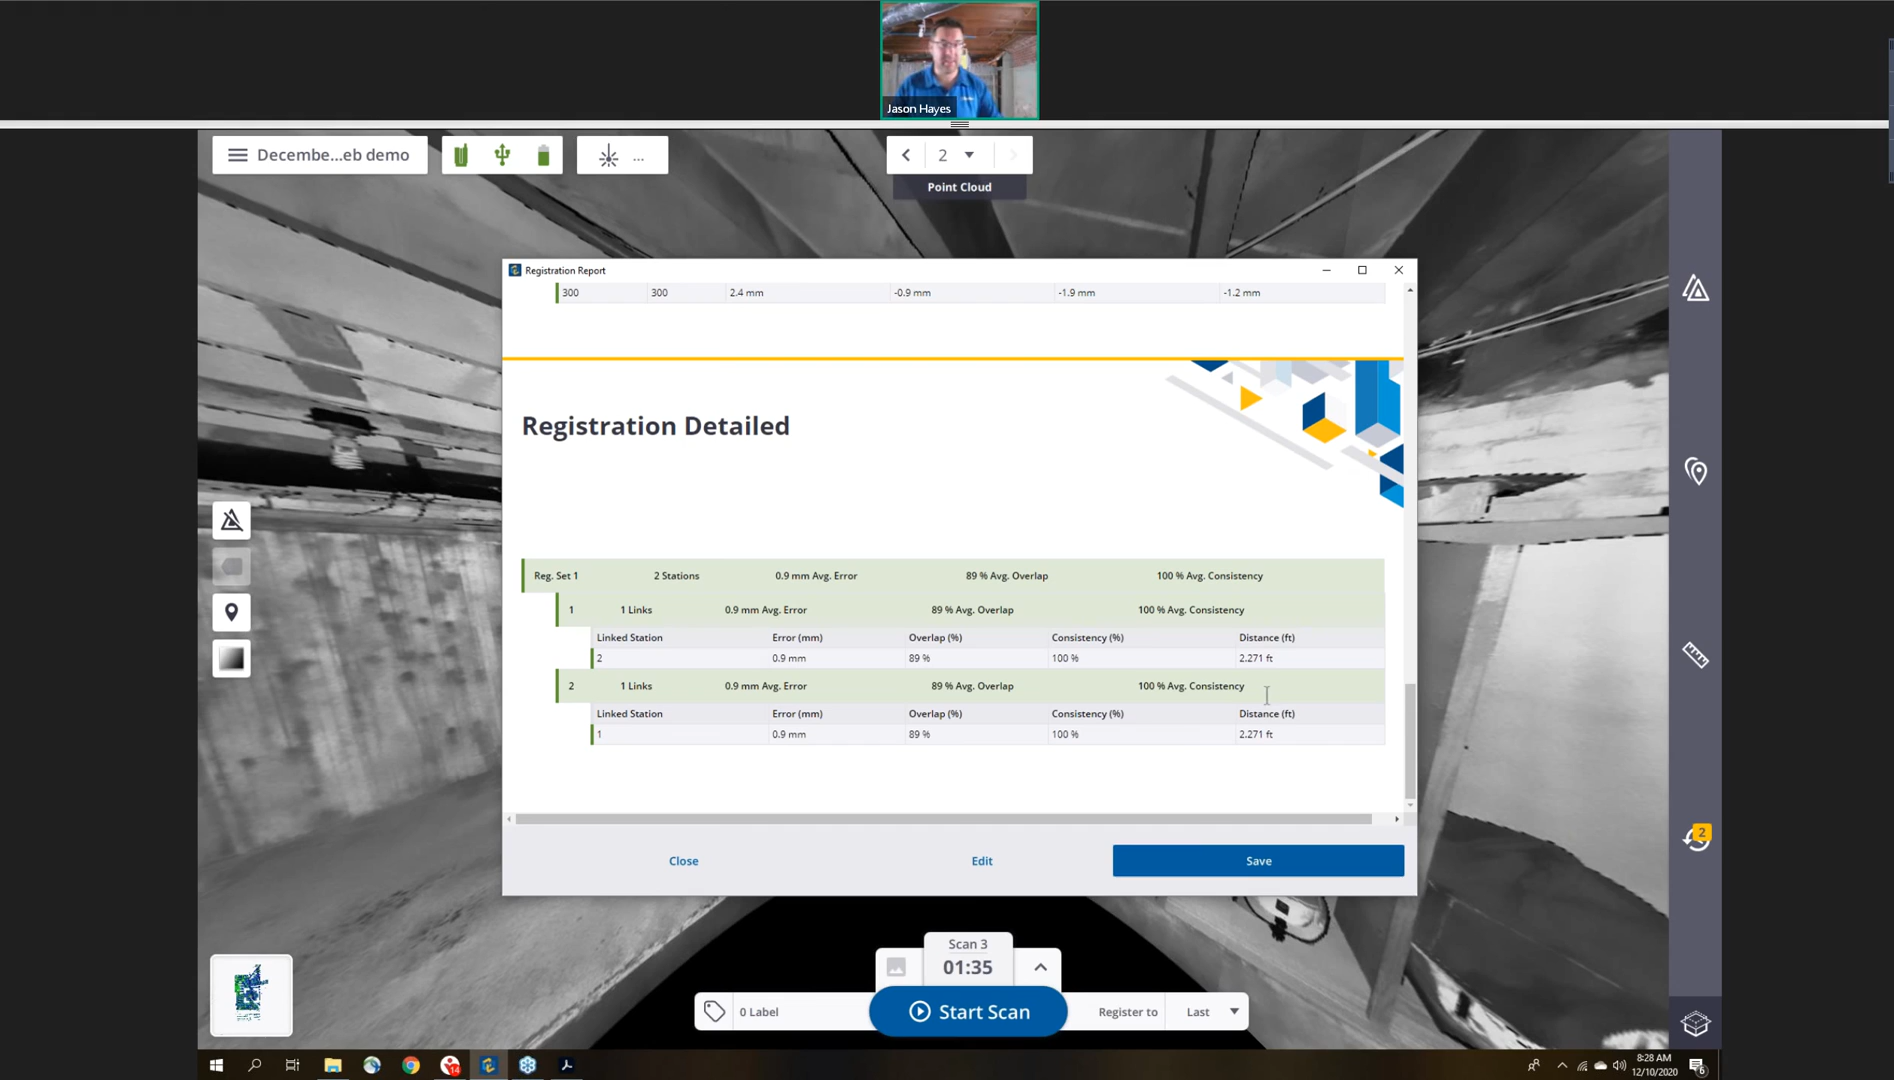 Jason Hayes
Decembe...eb demo
...
2
Point Cloud
Registration Report
300 300 2.4 mm -0.9 mm -1.9 mm -1.2 mm
Registration Detailed
Reg. Set 1 2 Stations 0.9 mm Avg. Error 89 % Avg. Overlap 100 % Avg. Consistency
1 1 Links 0.9 mm Avg. Error 89 % Avg. Overlap 100 % Avg. Consistency
Linked Station Error (mm) Overlap (%) Consistency (%) Distance (ft)
2 0.9 mm 89 % 100 % 2.271 ft
2 1 Links 0.9 mm Avg. Error 89 % Avg. Overlap 100 % Avg. Consistency
Linked Station Error (mm) Overlap (%) Consistency (%) Distance (ft)
1 0.9 mm 89 % 100 % 2.271 ft
2
Close Edit Save
Scan 3
01:35
0 Label Start Scan Register to Last
14
8:28 AM
12/10/2020
6